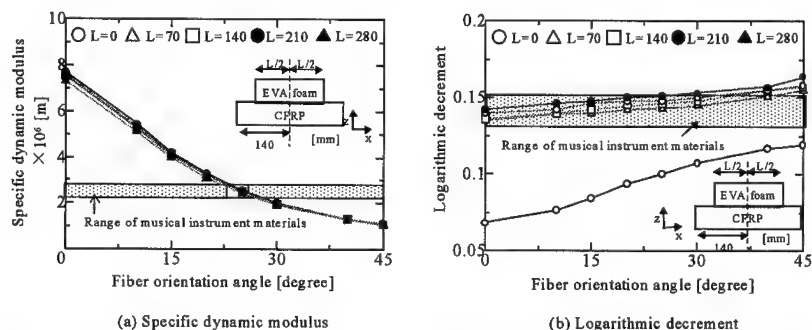 ○ L=0 △ L=70 □ L=140 ● L=210 ▲ L=280
Specific dynamic modulus
×10⁶ [m]
10
8
6
4
2
0
L/2 L/2
EVA foam
CFRP
140
[mm]
z
x
Range of musical instrument materials
0 15 30 45
Fiber orientation angle [degree]
(a) Specific dynamic modulus
○ L=0 △ L=70 □ L=140 ● L=210 ▲ L=280
Logarithmic decrement
0.2
0.15
0.1
0.05
Range of musical instrument materials
L/2 L/2
EVA foam
CFRP
z
x
140
[mm]
0 15 30 45
Fiber orientation angle [degree]
(b) Logarithmic decrement